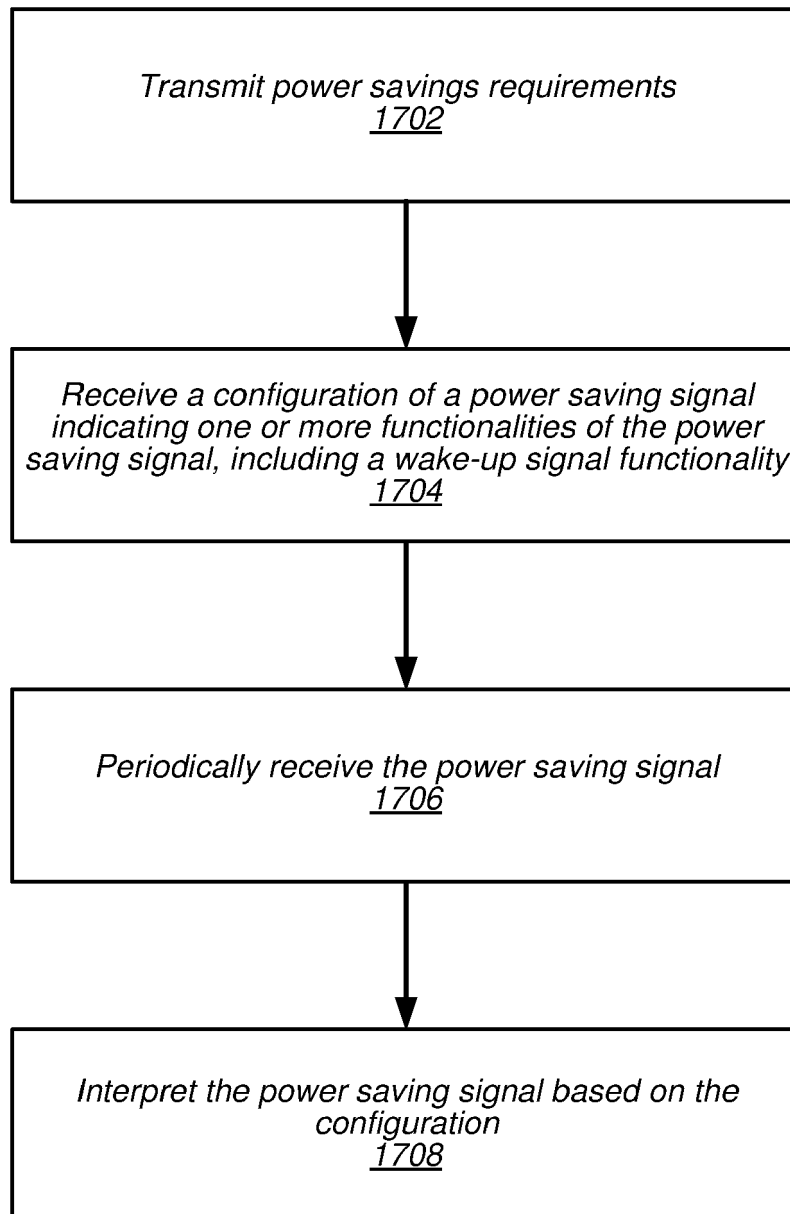 Transmit power savings requirements
1702
Receive a configuration of a power saving signal
indicating one or more functionalities of the power
saving signal, including a wake-up signal functionality
1704
Periodically receive the power saving signal
1706
Interpret the power saving signal based on the
configuration
1708